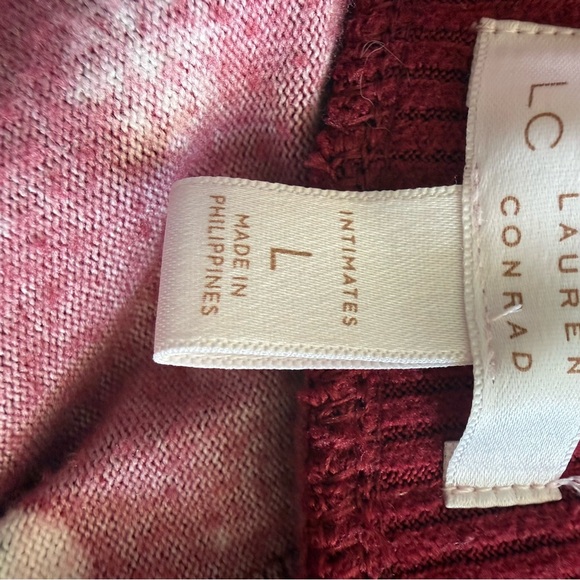 LC
LAUREN
CONRAD
INTIMATES
L
MADE IN
PHILIPPINES